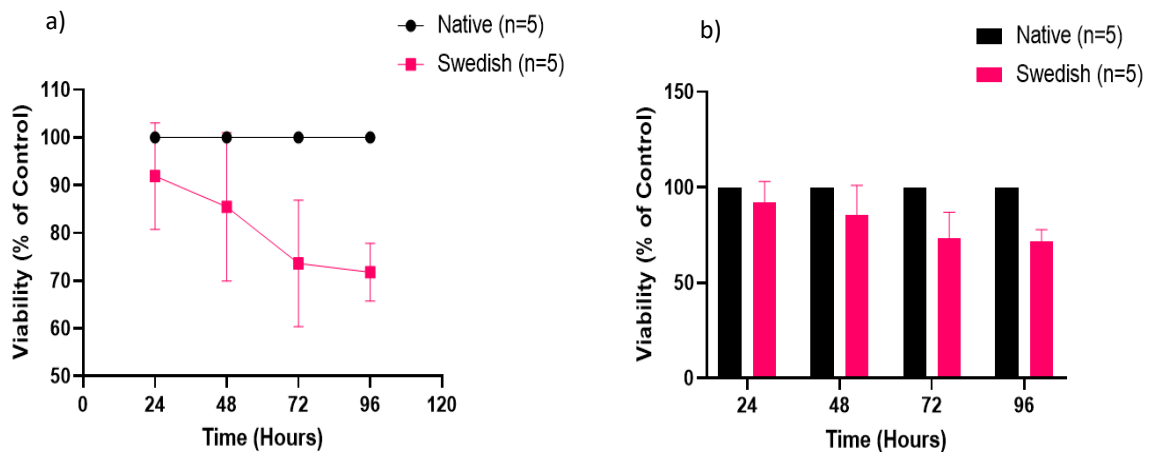 a)
Native (n=5)
Swedish (n=5)
110
100
90
80
70
60
50
0
24
48
72
96
120
Viability (% of Control)
Time (Hours)
b)
Native (n=5)
Swedish (n=5)
150
100
50
0
24
48
72
96
Viability (% of Control)
Time (Hours)